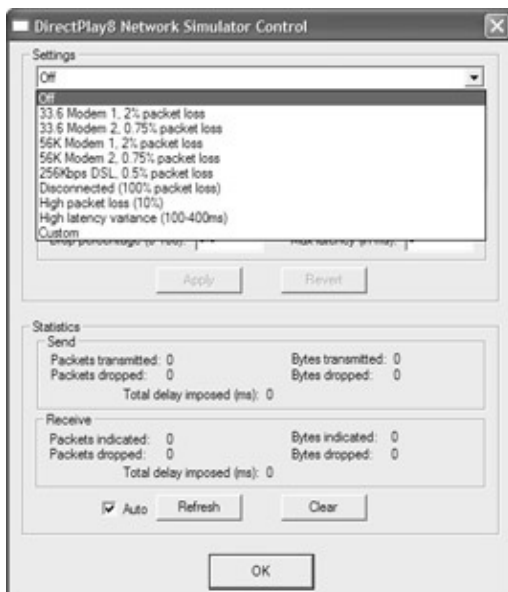 DirectPlay8 Network Simulator Control
Settings
Off
Off
33.6 Modem 1, 2% packet loss
33.6 Modem 2, 0.75% packet loss
56K Modem 1, 2% packet loss
56K Modem 2, 0.75% packet loss
256Kbps DSL, 0.5% packet loss
Disconnected (100% packet loss)
High packet loss (10%)
High latency variance (100-400ms)
Custom
Apply Revert
Statistics
Send
Packets transmitted: 0 Bytes transmitted: 0
Packets dropped: 0 Bytes dropped: 0
Total delay imposed (ms): 0
Receive
Packets indicated: 0 Bytes indicated: 0
Packets dropped: 0 Bytes dropped: 0
Total delay imposed (ms): 0
Auto Refresh Clear
OK